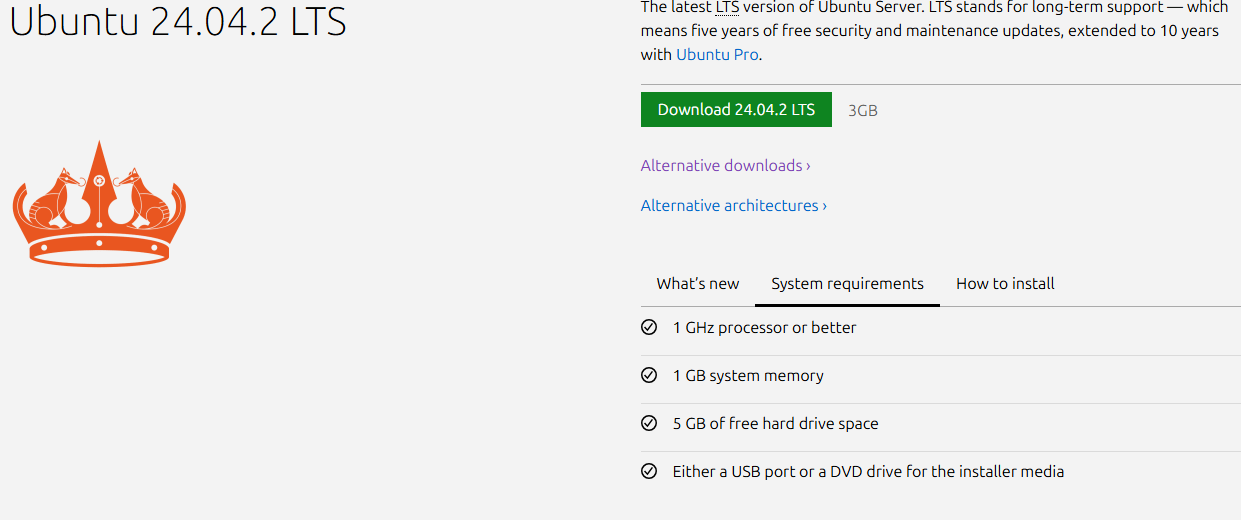 Ubuntu 24.04.2 LTS
The latest LTS version of Ubuntu Server. LTS stands for long-term support — which
means five years of free security and maintenance updates, extended to 10 years
with Ubuntu Pro.
Download 24.04.2 LTS 3GB
Alternative downloads ›
Alternative architectures ›
What's new System requirements How to install
1 GHz processor or better
1 GB system memory
5 GB of free hard drive space
Either a USB port or a DVD drive for the installer media